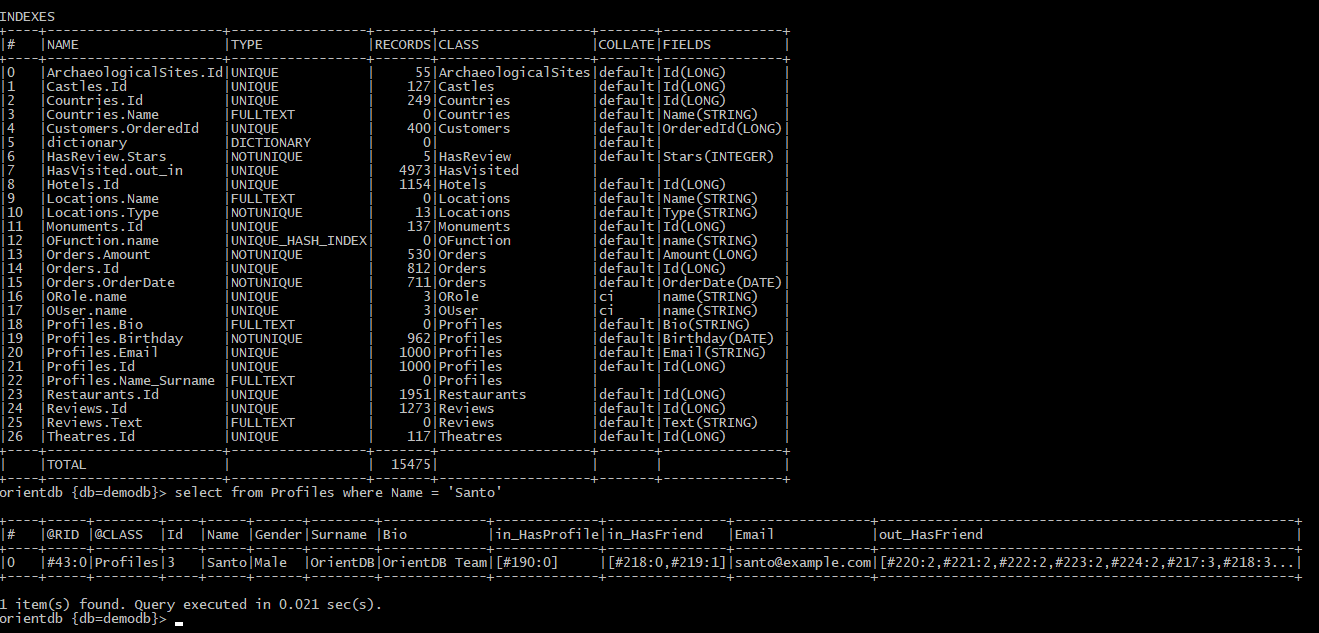 INDEXES
+----+----------------------+-----------------+-------+-------------------+-------+---------------+
|#   |NAME                  |TYPE             |RECORDS|CLASS              |COLLATE|FIELDS         |
+----+----------------------+-----------------+-------+-------------------+-------+---------------+
|0   |ArchaeologicalSites.Id|UNIQUE           |     55|ArchaeologicalSites|default|Id(LONG)       |
|1   |Castles.Id            |UNIQUE           |    127|Castles            |default|Id(LONG)       |
|2   |Countries.Id          |UNIQUE           |    249|Countries          |default|Id(LONG)       |
|3   |Countries.Name        |FULLTEXT         |      0|Countries          |default|Name(STRING)   |
|4   |Customers.OrderedId   |UNIQUE           |    400|Customers          |default|OrderedId(LONG)|
|5   |dictionary            |DICTIONARY       |      0|                   |default|               |
|6   |HasReview.Stars       |NOTUNIQUE        |      5|HasReview          |default|Stars(INTEGER) |
|7   |HasVisited.out_in     |UNIQUE           |   4973|HasVisited         |       |               |
|8   |Hotels.Id             |UNIQUE           |   1154|Hotels             |default|Id(LONG)       |
|9   |Locations.Name        |FULLTEXT         |      0|Locations          |default|Name(STRING)   |
|10  |Locations.Type        |NOTUNIQUE        |     13|Locations          |default|Type(STRING)   |
|11  |Monuments.Id          |UNIQUE           |    137|Monuments          |default|Id(LONG)       |
|12  |OFunction.name        |UNIQUE_HASH_INDEX|      0|OFunction          |default|name(STRING)   |
|13  |Orders.Amount         |NOTUNIQUE        |    530|Orders             |default|Amount(LONG)   |
|14  |Orders.Id             |UNIQUE           |    812|Orders             |default|Id(LONG)       |
|15  |Orders.OrderDate      |NOTUNIQUE        |    711|Orders             |default|OrderDate(DATE)|
|16  |ORole.name            |UNIQUE           |      3|ORole              |ci     |name(STRING)   |
|17  |OUser.name            |UNIQUE           |      3|OUser              |ci     |name(STRING)   |
|18  |Profiles.Bio          |FULLTEXT         |      0|Profiles           |default|Bio(STRING)    |
|19  |Profiles.Birthday     |NOTUNIQUE        |    962|Profiles           |default|Birthday(DATE) |
|20  |Profiles.Email        |UNIQUE           |   1000|Profiles           |default|Email(STRING)  |
|21  |Profiles.Id           |UNIQUE           |   1000|Profiles           |default|Id(LONG)       |
|22  |Profiles.Name_Surname |FULLTEXT         |      0|Profiles           |       |               |
|23  |Restaurants.Id        |UNIQUE           |   1951|Restaurants        |default|Id(LONG)       |
|24  |Reviews.Id            |UNIQUE           |   1273|Reviews            |default|Id(LONG)       |
|25  |Reviews.Text          |FULLTEXT         |      0|Reviews            |default|Text(STRING)   |
|26  |Theatres.Id           |UNIQUE           |    117|Theatres           |default|Id(LONG)       |
+----+----------------------+-----------------+-------+-------------------+-------+---------------+
|    |TOTAL                 |                 |  15475|                   |       |               |
+----+----------------------+-----------------+-------+-------------------+-------+---------------+
orientdb {db=demodb}> select from Profiles where Name = 'Santo'
+----+-----+--------+----+-----+------+--------+-------------+-------------+---------------+-----------------+----------------------------------------------------+
|#   |@RID |@CLASS  |Id  |Name |Gender|Surname |Bio          |in_HasProfile|in_HasFriend   |Email            |out_HasFriend                                       |
+----+-----+--------+----+-----+------+--------+-------------+-------------+---------------+-----------------+----------------------------------------------------+
|0   |#43:0|Profiles|3   |Santo|Male  |OrientDB|OrientDB Team|[#190:0]     |[#218:0,#219:1]|santo@example.com|[#220:2,#221:2,#222:2,#223:2,#224:2,#217:3,#218:3...|
+----+-----+--------+----+-----+------+--------+-------------+-------------+---------------+-----------------+----------------------------------------------------+
1 item(s) found. Query executed in 0.021 sec(s).
orientdb {db=demodb}>